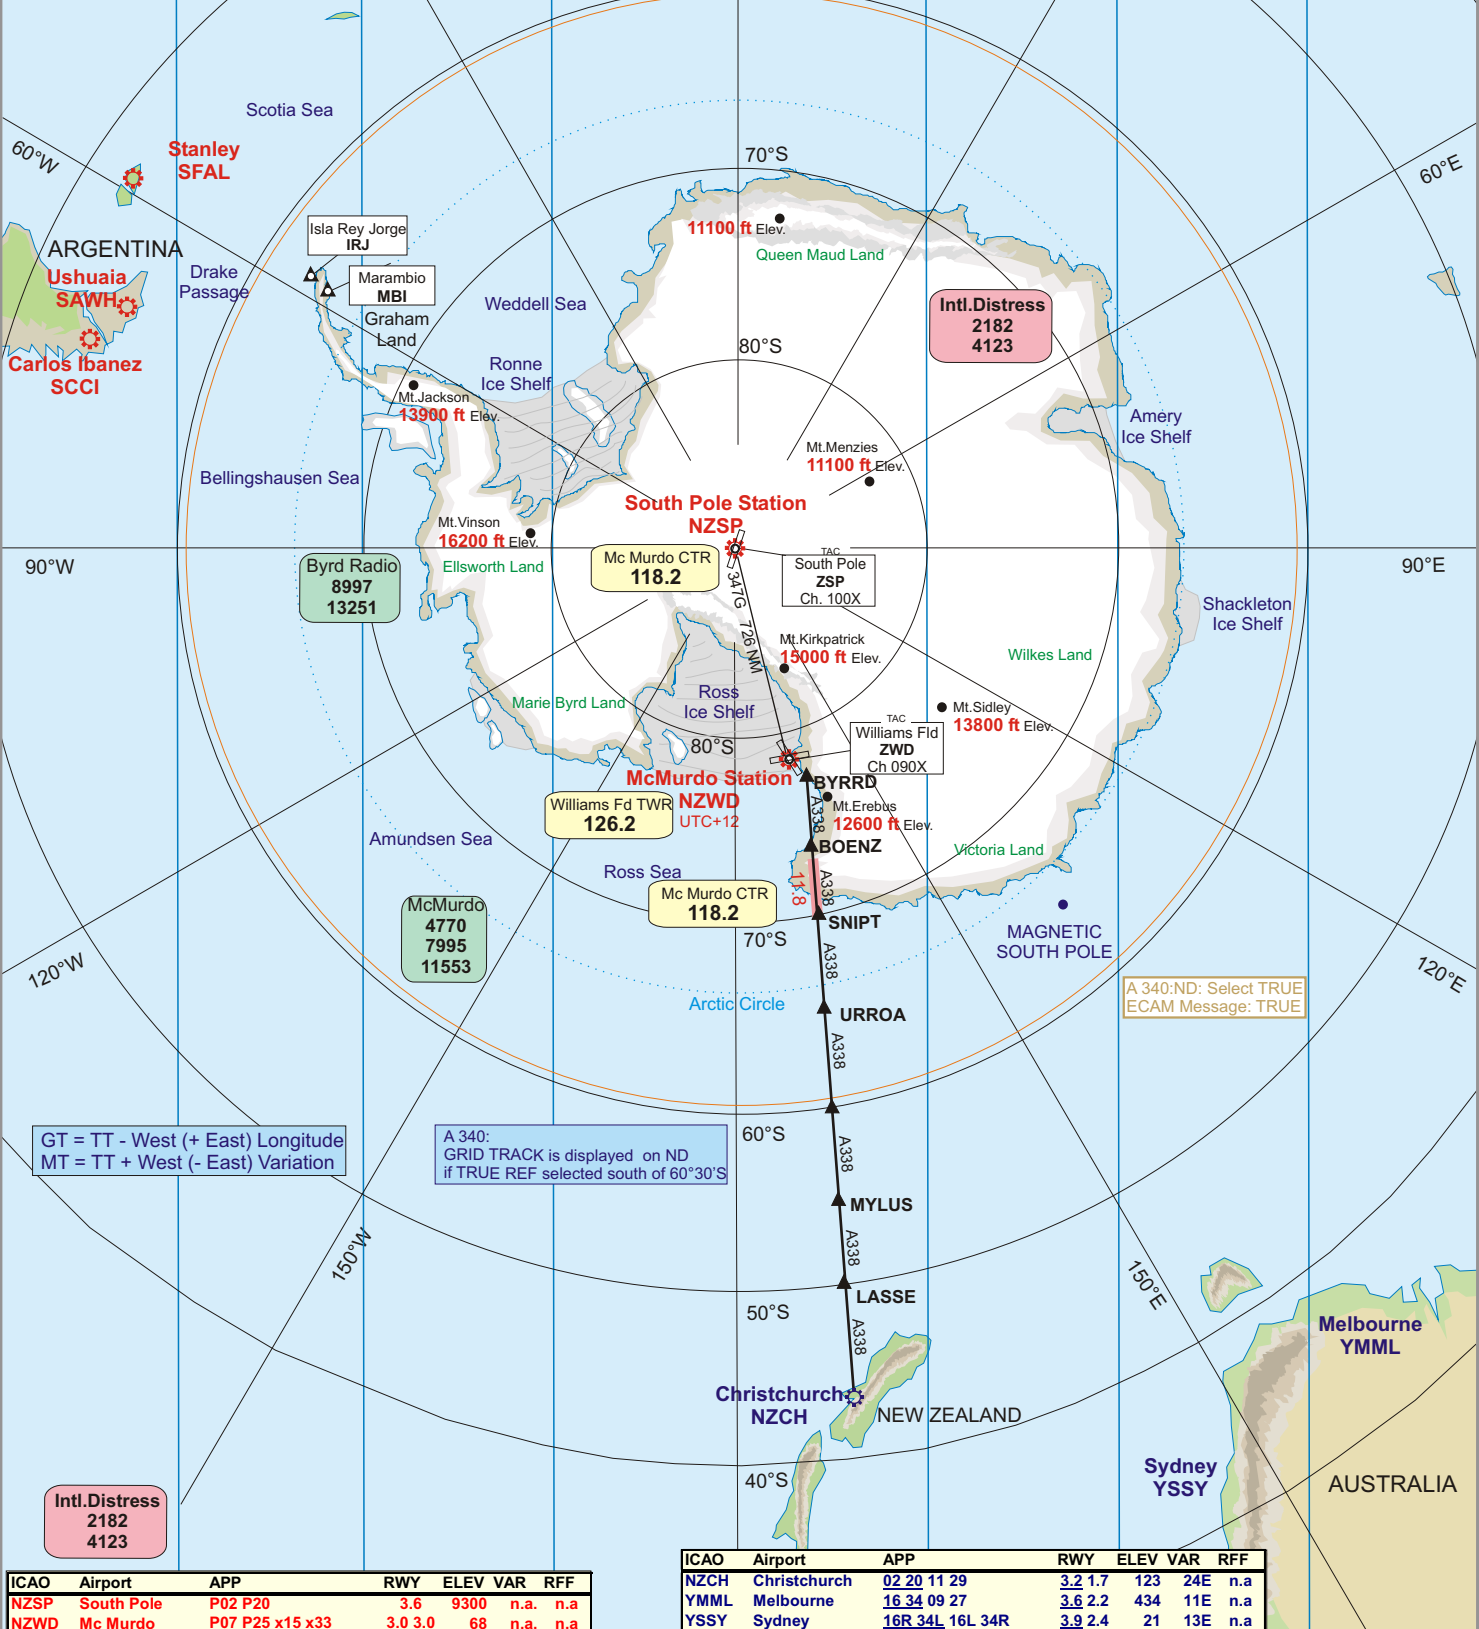 Scotia Sea
60°W
Stanley
SFAL
70°S
60°E
Isla Rey Jorge
IRJ
11100 ft Elev.
ARGENTINA
Queen Maud Land
Ushuaia
SAWH
Drake
Passage
Marambio
MBI
Weddell Sea
Intl.Distress
2182
4123
Graham
Land
80°S
Carlos Ibanez
SCCI
Ronne
Ice Shelf
Mt.Jackson
13900 ft Elev.
Amery
Ice Shelf
Mt.Menzies
11100 ft Elev.
Bellingshausen Sea
South Pole Station
NZSP
Mt.Vinson
16200 ft Elev.
90°W
Byrd Radio
8997
13251
Ellsworth Land
Mc Murdo CTR
118.2
TAC
South Pole
ZSP
Ch. 100X
90°E
347G
726 NM
Shackleton
Ice Shelf
Mt.Kirkpatrick
15000 ft Elev.
Wilkes Land
Marie Byrd Land
Ross
Ice Shelf
Mt.Sidley
13800 ft Elev.
TAC
Williams Fld
ZWD
Ch 090X
80°S
McMurdo Station
NZWD
UTC+12
BYRRD
A338
Mt.Erebus
12600 ft Elev.
Williams Fd TWR
126.2
Amundsen Sea
BOENZ
Victoria Land
Ross Sea
A338
11.8
Mc Murdo CTR
118.2
McMurdo
4770
7995
11553
SNIPT
70°S
MAGNETIC
SOUTH POLE
A338
120°W
120°E
A 340:ND: Select TRUE
ECAM Message: TRUE
Arctic Circle
URROA
A338
60°S
GT = TT - West (+ East) Longitude
MT = TT + West (- East) Variation
A 340:
GRID TRACK is displayed on ND
if TRUE REF selected south of 60°30'S
A338
MYLUS
150°W
A338
150°E
LASSE
50°S
A338
Melbourne
YMML
Christchurch
NZCH
NEW ZEALAND
40°S
Sydney
YSSY
AUSTRALIA
Intl.Distress
2182
4123
ICAO Airport APP RWY ELEV VAR RFF
NZSP South Pole P02 P20 3.6 9300 n.a. n.a
NZWD Mc Murdo P07 P25 x15 x33 3.0 3.0 68 n.a. n.a
ICAO Airport APP RWY ELEV VAR RFF
NZCH Christchurch 02 20 11 29 3.2 1.7 123 24E n.a
YMML Melbourne 16 34 09 27 3.6 2.2 434 11E n.a
YSSY Sydney 16R 34L 16L 34R 3.9 2.4 21 13E n.a